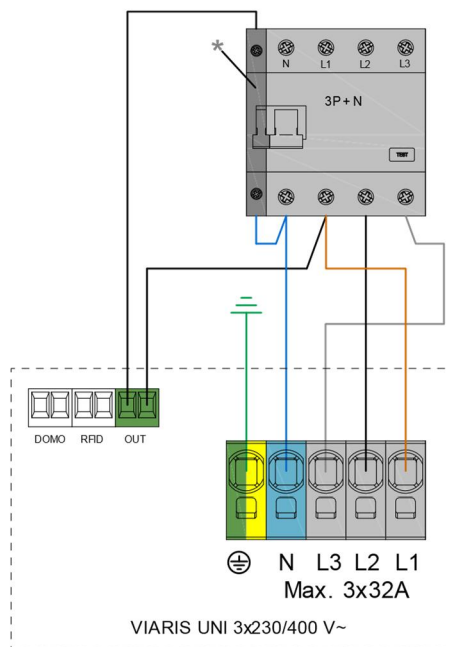 *
N L1 L2 L3
3P+N
TEST
DOMO RFID OUT
N L3 L2 L1
Max. 3x32A
VIARIS UNI 3x230/400 V~